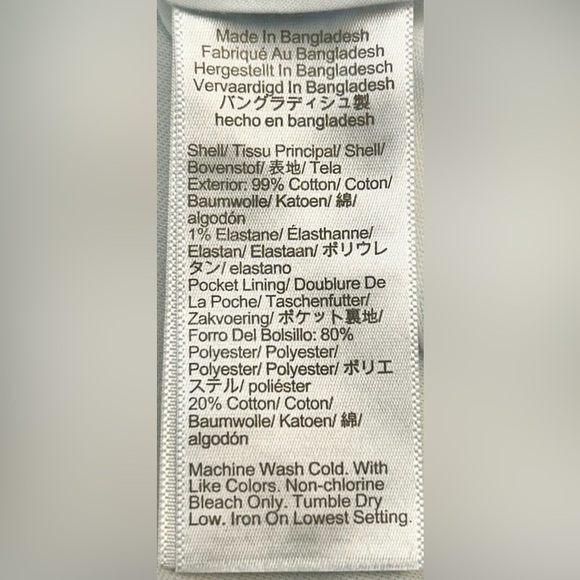 Made In Bangladesh
Fabriqué Au Bangladesh
Hergestellt In Bangladesch
Vervaardigd In Bangladesh
バングラディシュ製
hecho en bangladesh
Shell/ Tissu Principal/ Shell/
Bovenstof/ 表地/ Tela
Exterior: 99% Cotton/ Coton/
Baumwolle/ Katoen/ 綿/
algodón
1% Elastane/ Élasthanne/
Elastan/ Elastaan/ ポリウレ
タン/ elastano
Pocket Lining/ Doublure De
La Poche/ Taschenfutter/
Zakvoering/ ポケット裏地/
Forro Del Bolsillo: 80%
Polyester/ Polyester/
Polyester/ Polyester/ ポリエ
ステル/ poliéster
20% Cotton/ Coton/
Baumwolle/ Katoen/ 綿/
algodón
Machine Wash Cold. With
Like Colors. Non-chlorine
Bleach Only. Tumble Dry
Low. Iron On Lowest Setting.